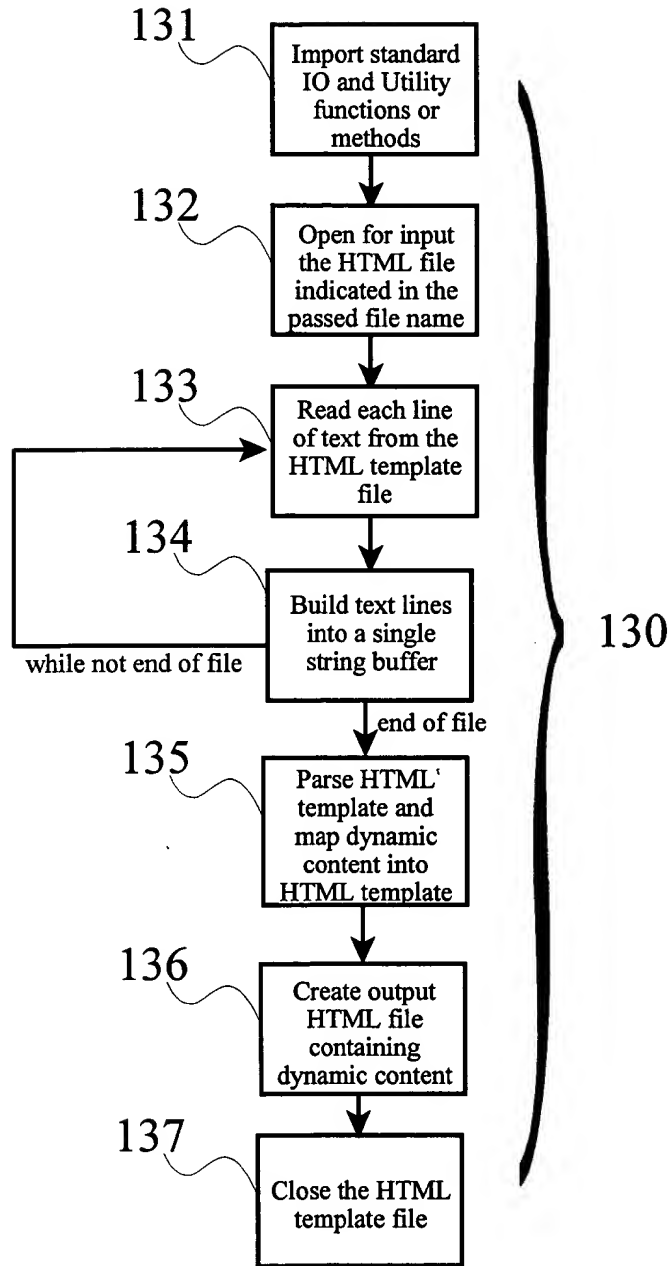 131
Import standard
IO and Utility
functions or
methods
132
Open for input
the HTML file
indicated in the
passed file name
133
Read each line
of text from the
HTML template
file
134
Build text lines
into a single
string buffer
130
while not end of file
end of file
135
Parse HTML
template and
map dynamic
content into
HTML template
136
Create output
HTML file
containing
dynamic content
137
Close the HTML
template file